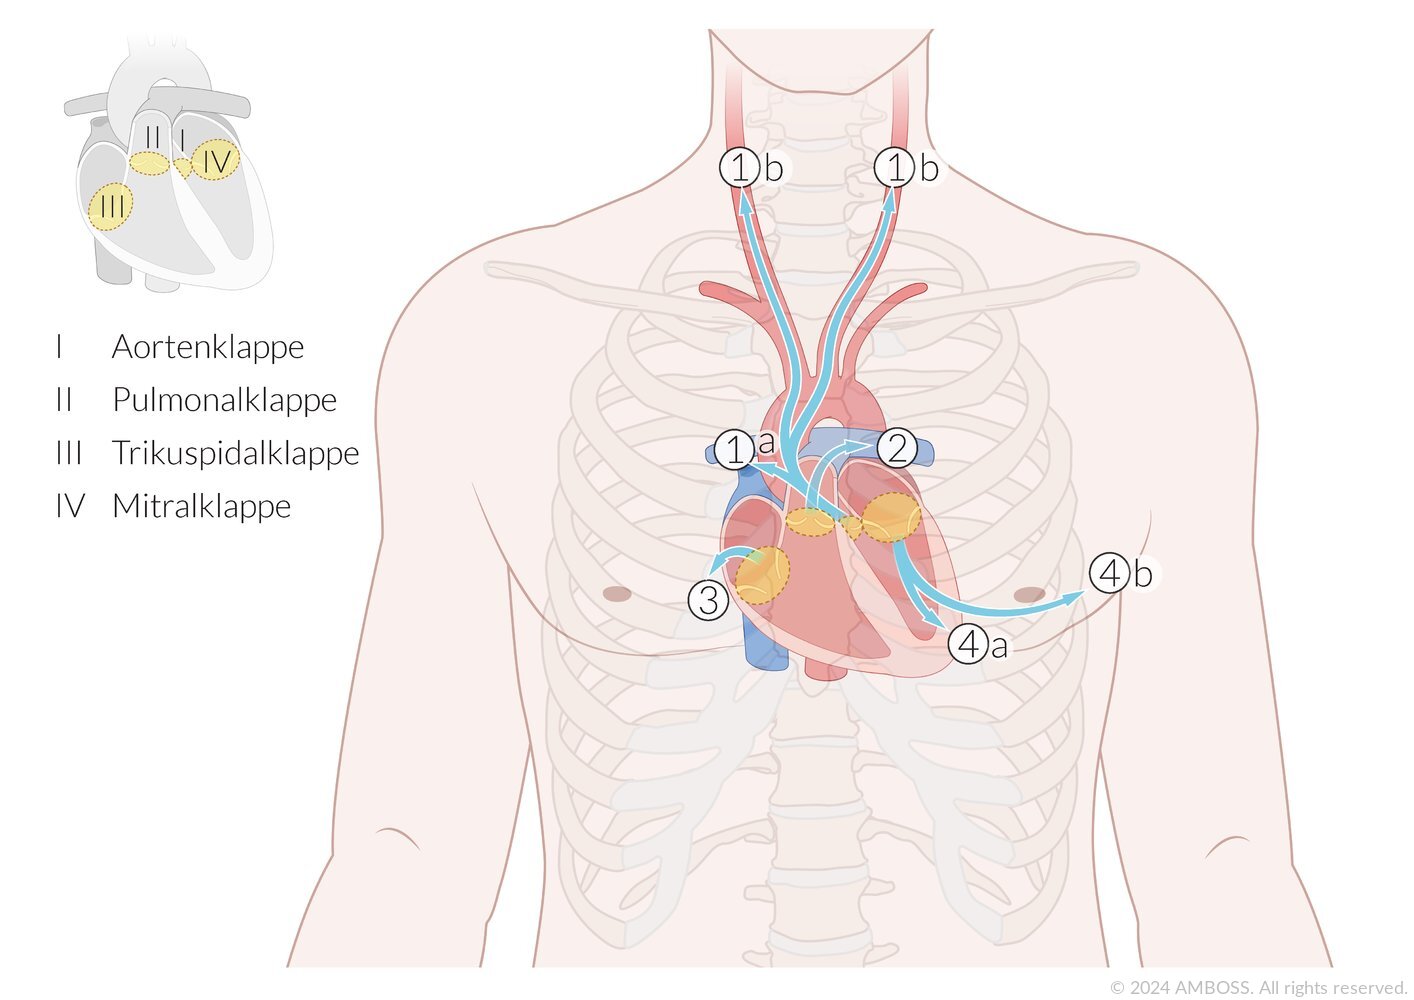 II
I
IV
III
I Aortenklappe
II Pulmonalklappe
III Trikuspidalklappe
IV Mitralklappe
1 b
1 b
1 a
2
3
4 b
4 a
© 2024 AMBOSS. All rights reserved.